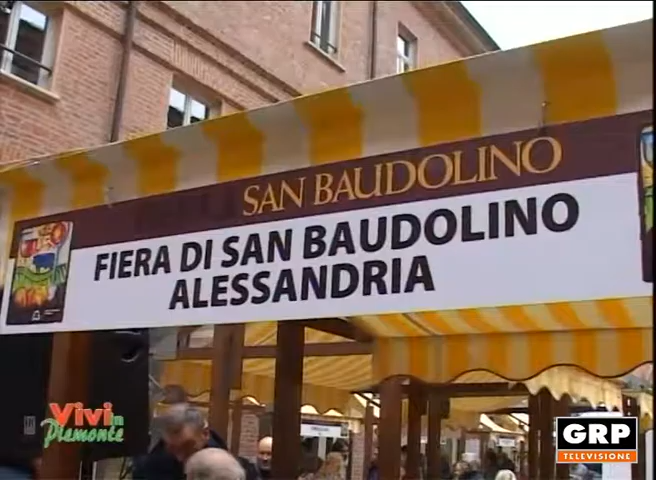 SAN BAUDOLINO
FIERA DI SAN BAUDOLINO
ALESSANDRIA
Vivi in
Piemonte
GRP
TELEVISIONE